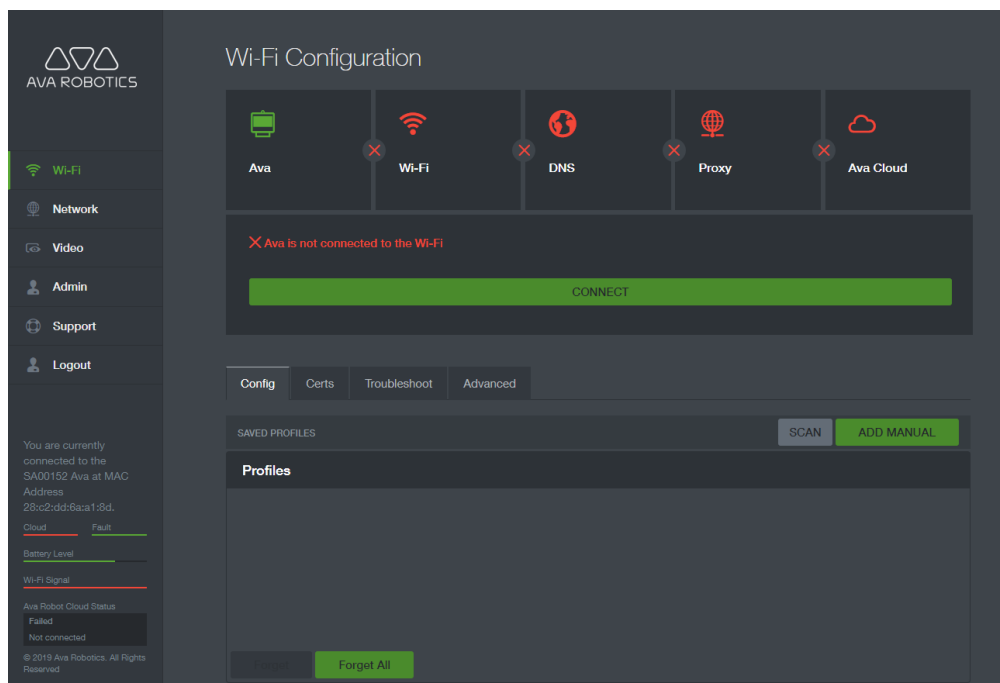 AVA ROBOTICS
Wi-Fi
Network
Video
Admin
Support
Logout
You are currently
connected to the
SA00152 Ava at MAC
Address
28:c2:dd:6a:a1:8d.
Cloud Fault
Battery Level
Wi-Fi Signal
Ava Robot Cloud Status
Failed
Not connected
© 2019 Ava Robotics. All Rights
Reserved
Wi-Fi Configuration
Ava Wi-Fi DNS Proxy Ava Cloud
Ava is not connected to the Wi-Fi
CONNECT
Config Certs Troubleshoot Advanced
SAVED PROFILES SCAN ADD MANUAL
Profiles
Forget Forget All